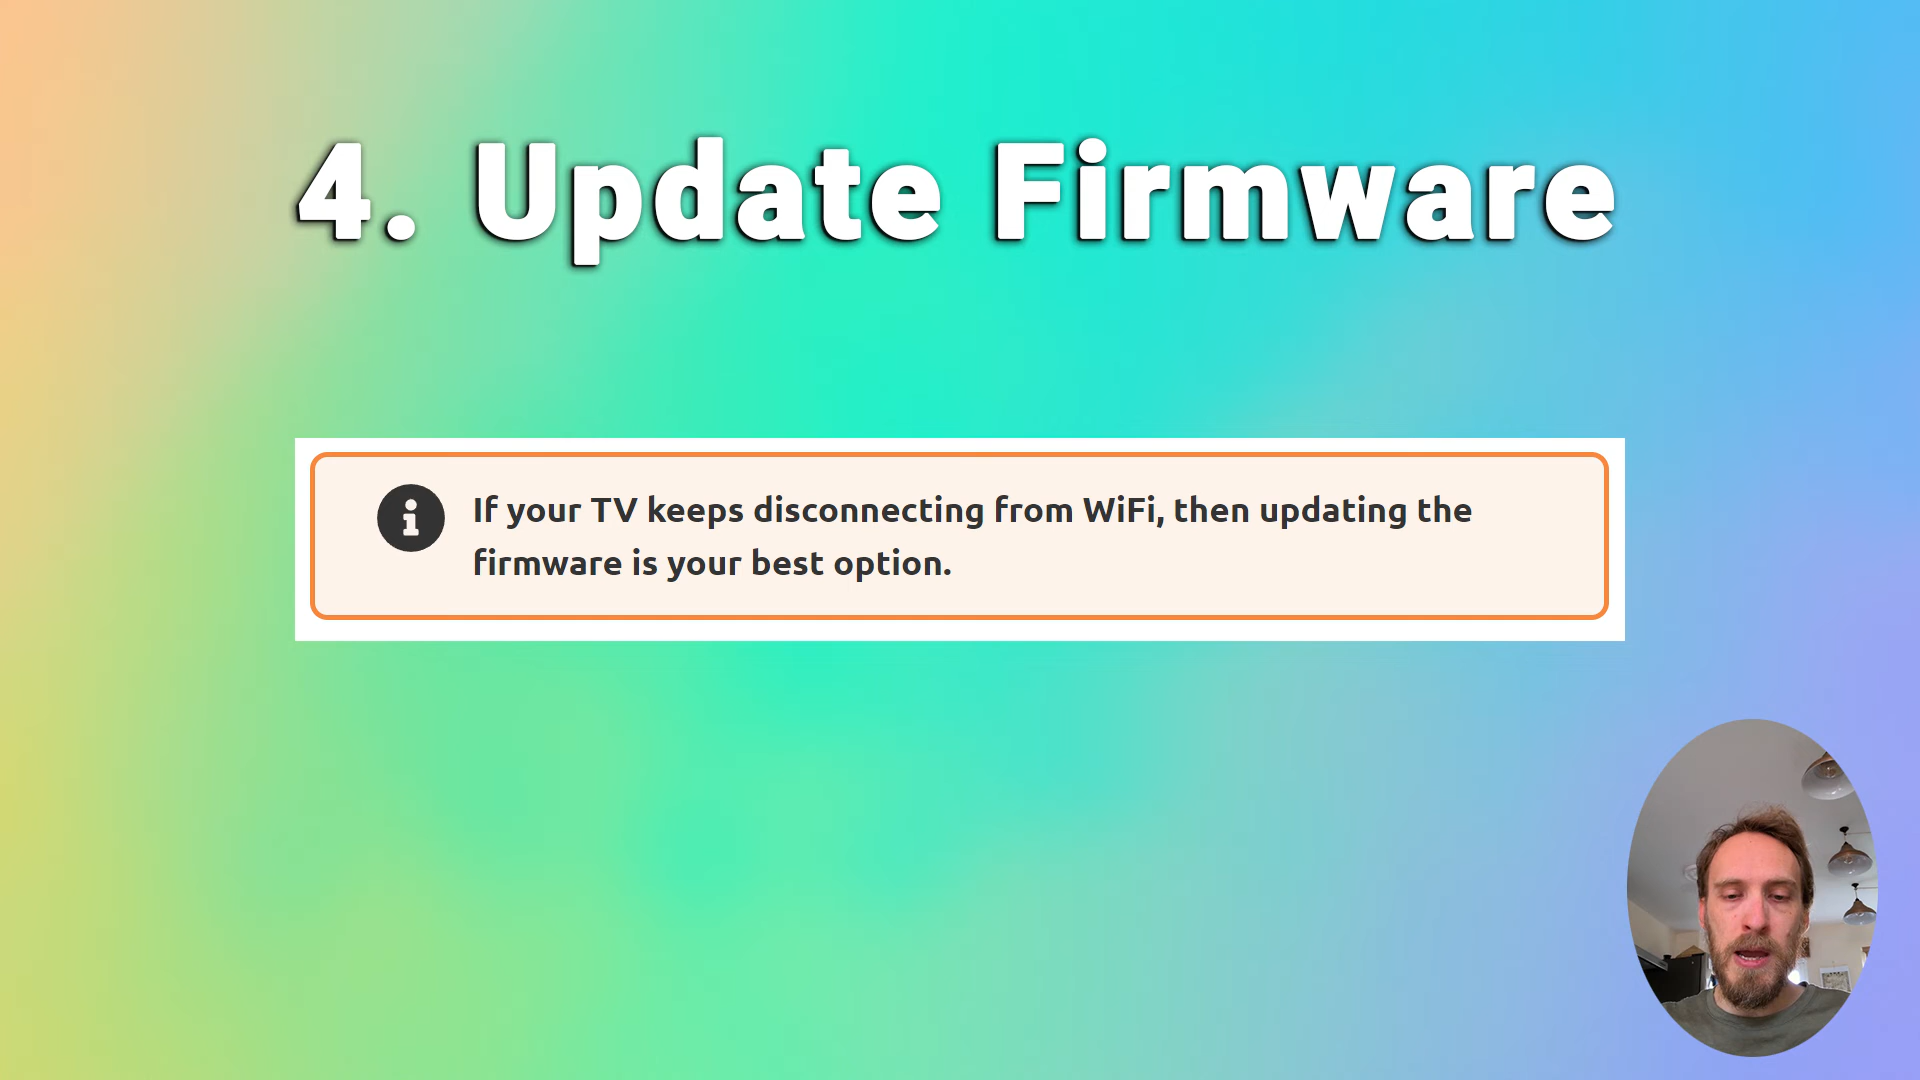 4. Update Firmware
If your TV keeps disconnecting from WiFi, then updating the
firmware is your best option.